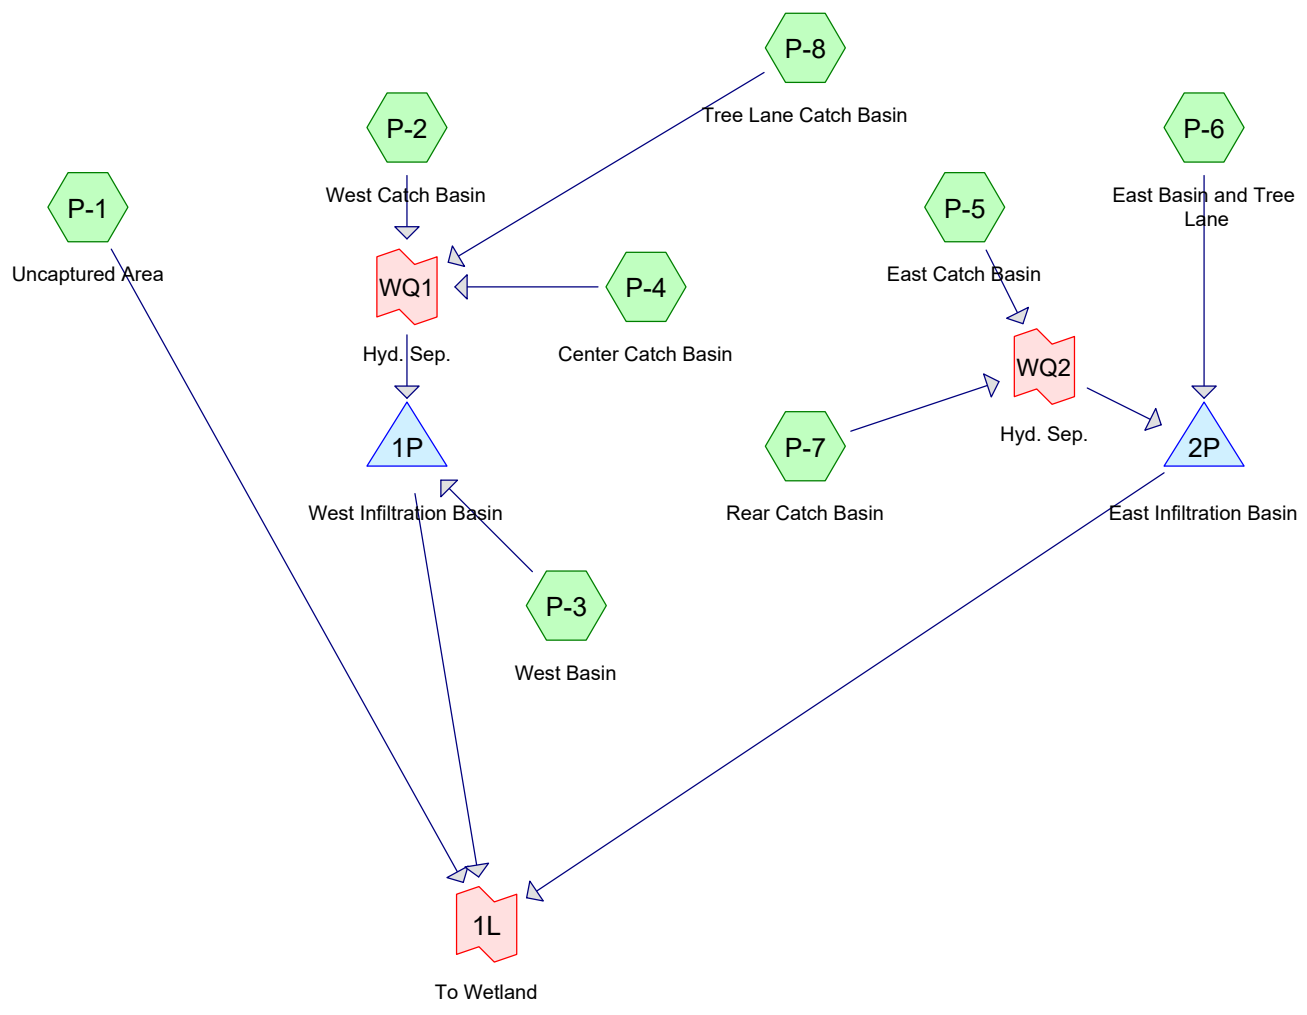 P-8
Tree Lane Catch Basin
P-2
West Catch Basin
P-6
East Basin and Tree
Lane
P-1
Uncaptured Area
P-5
East Catch Basin
WQ1
Hyd. Sep.
P-4
Center Catch Basin
WQ2
Hyd. Sep.
1P
West Infiltration Basin
P-7
Rear Catch Basin
2P
East Infiltration Basin
P-3
West Basin
1L
To Wetland